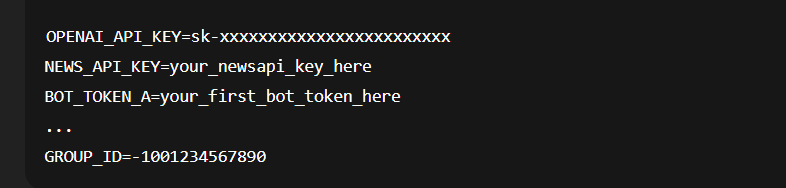 OPENAI_API_KEY=sk-xxxxxxxxxxxxxxxxxxxxxxxx
NEWS_API_KEY=your_newsapi_key_here
BOT_TOKEN_A=your_first_bot_token_here
...
GROUP_ID=-1001234567890